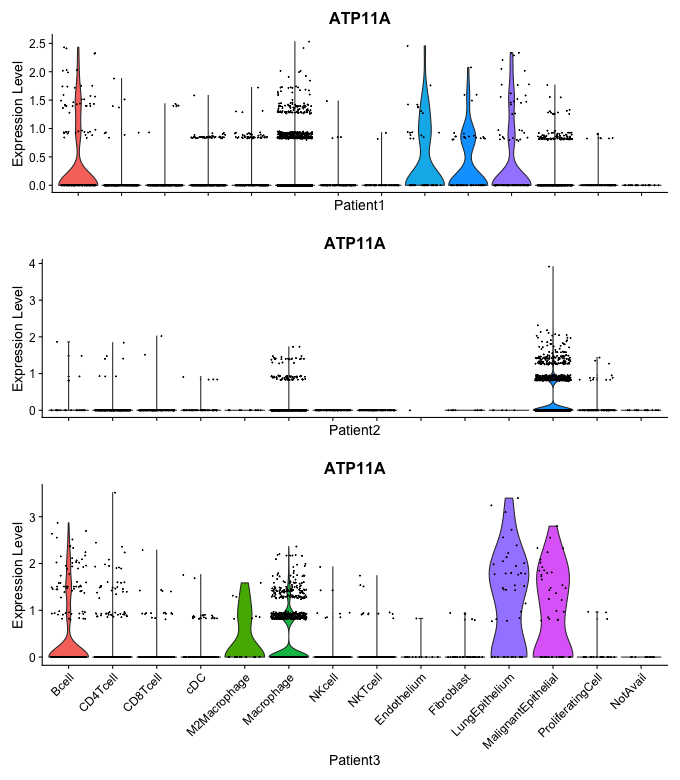 ATP11A
Expression Level
2.5
2.0
1.5
1.0
0.5
0.0
Patient1
ATP11A
Expression Level
4
3
2
1
0
Patient2
ATP11A
Expression Level
3
2
1
0
Bcell
CD4Tcell
CD8Tcell
cDC
M2Macrophage
Macrophage
NKcell
NKTcell
Endothelium
Fibroblast
LungEpithelium
MalignantEpithelial
ProliferatingCell
NotAvail
Patient3